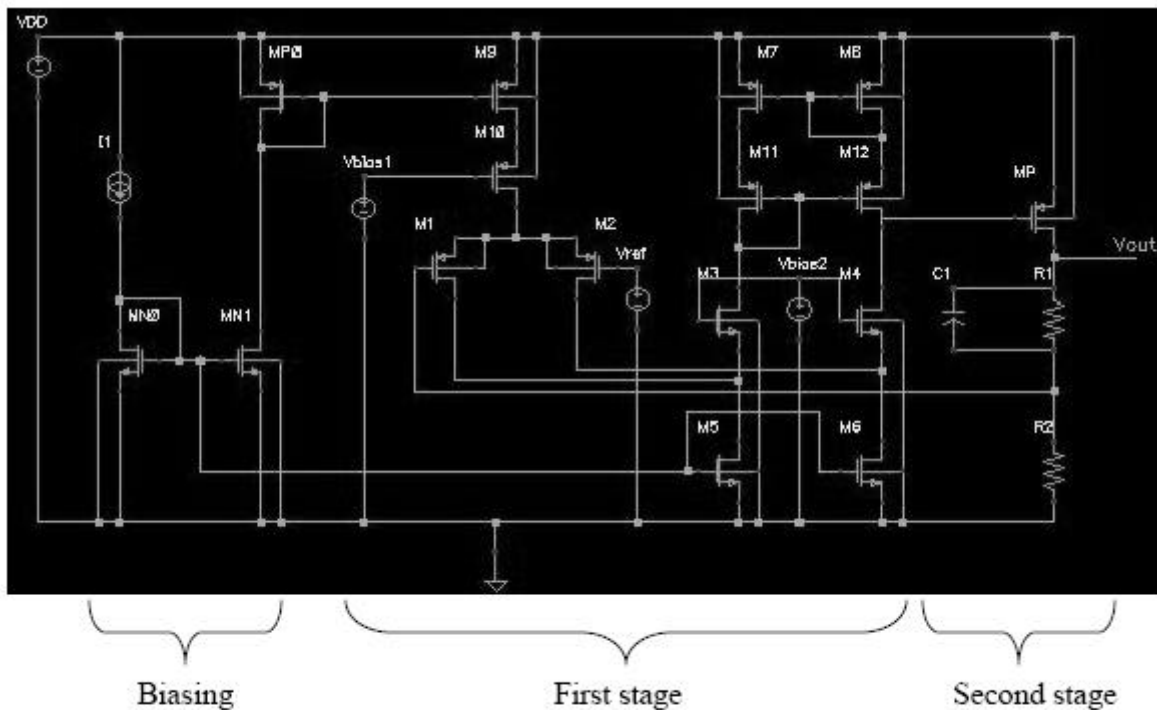 VDD
MP0 M9 M7 M8
I1
M10
Vbias1 M11 M12 MP
M1 M2 Vref Vout
M3 Vbias2 M4 C1 R1
MN0 MN1
M5 M6 R2
Biasing First stage Second stage